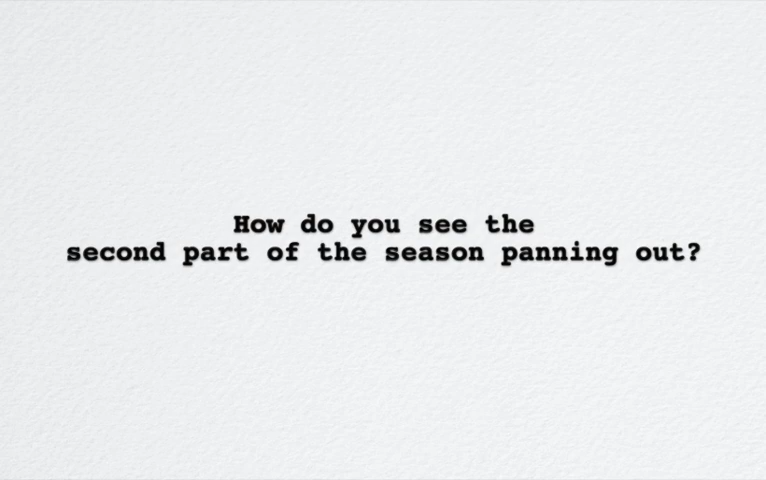 How do you see the
second part of the season panning out?